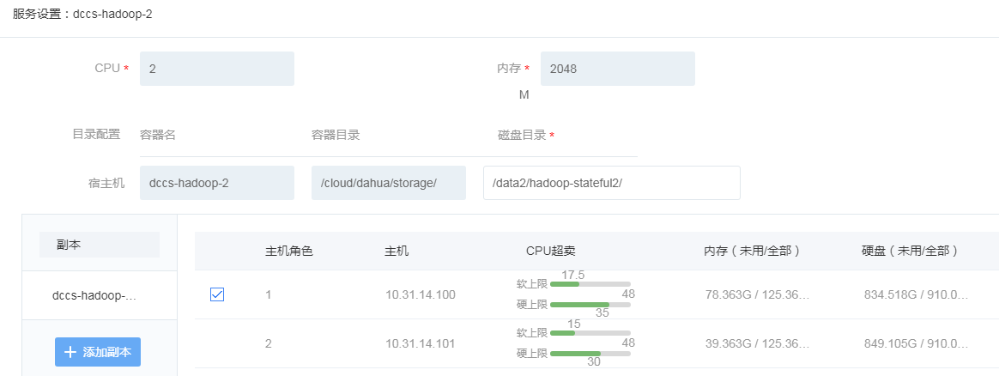 服务设置：dccs-hadoop-2
CPU * 2 内存 * 2048
M
目录配置 容器名 容器目录 磁盘目录 *
宿主机 dccs-hadoop-2 /cloud/dahua/storage/ /data2/hadoop-stateful2/
副本 主机角色 主机 CPU超卖 内存（未用/全部） 硬盘（未用/全部）
dccs-hadoop-...
添加副本
1 10.31.14.100 软上限 17.5 48 硬上限 35 78.363G / 125.36... 834.518G / 910.0...
2 10.31.14.101 软上限 15 48 硬上限 30 39.363G / 125.36... 849.105G / 910.0...